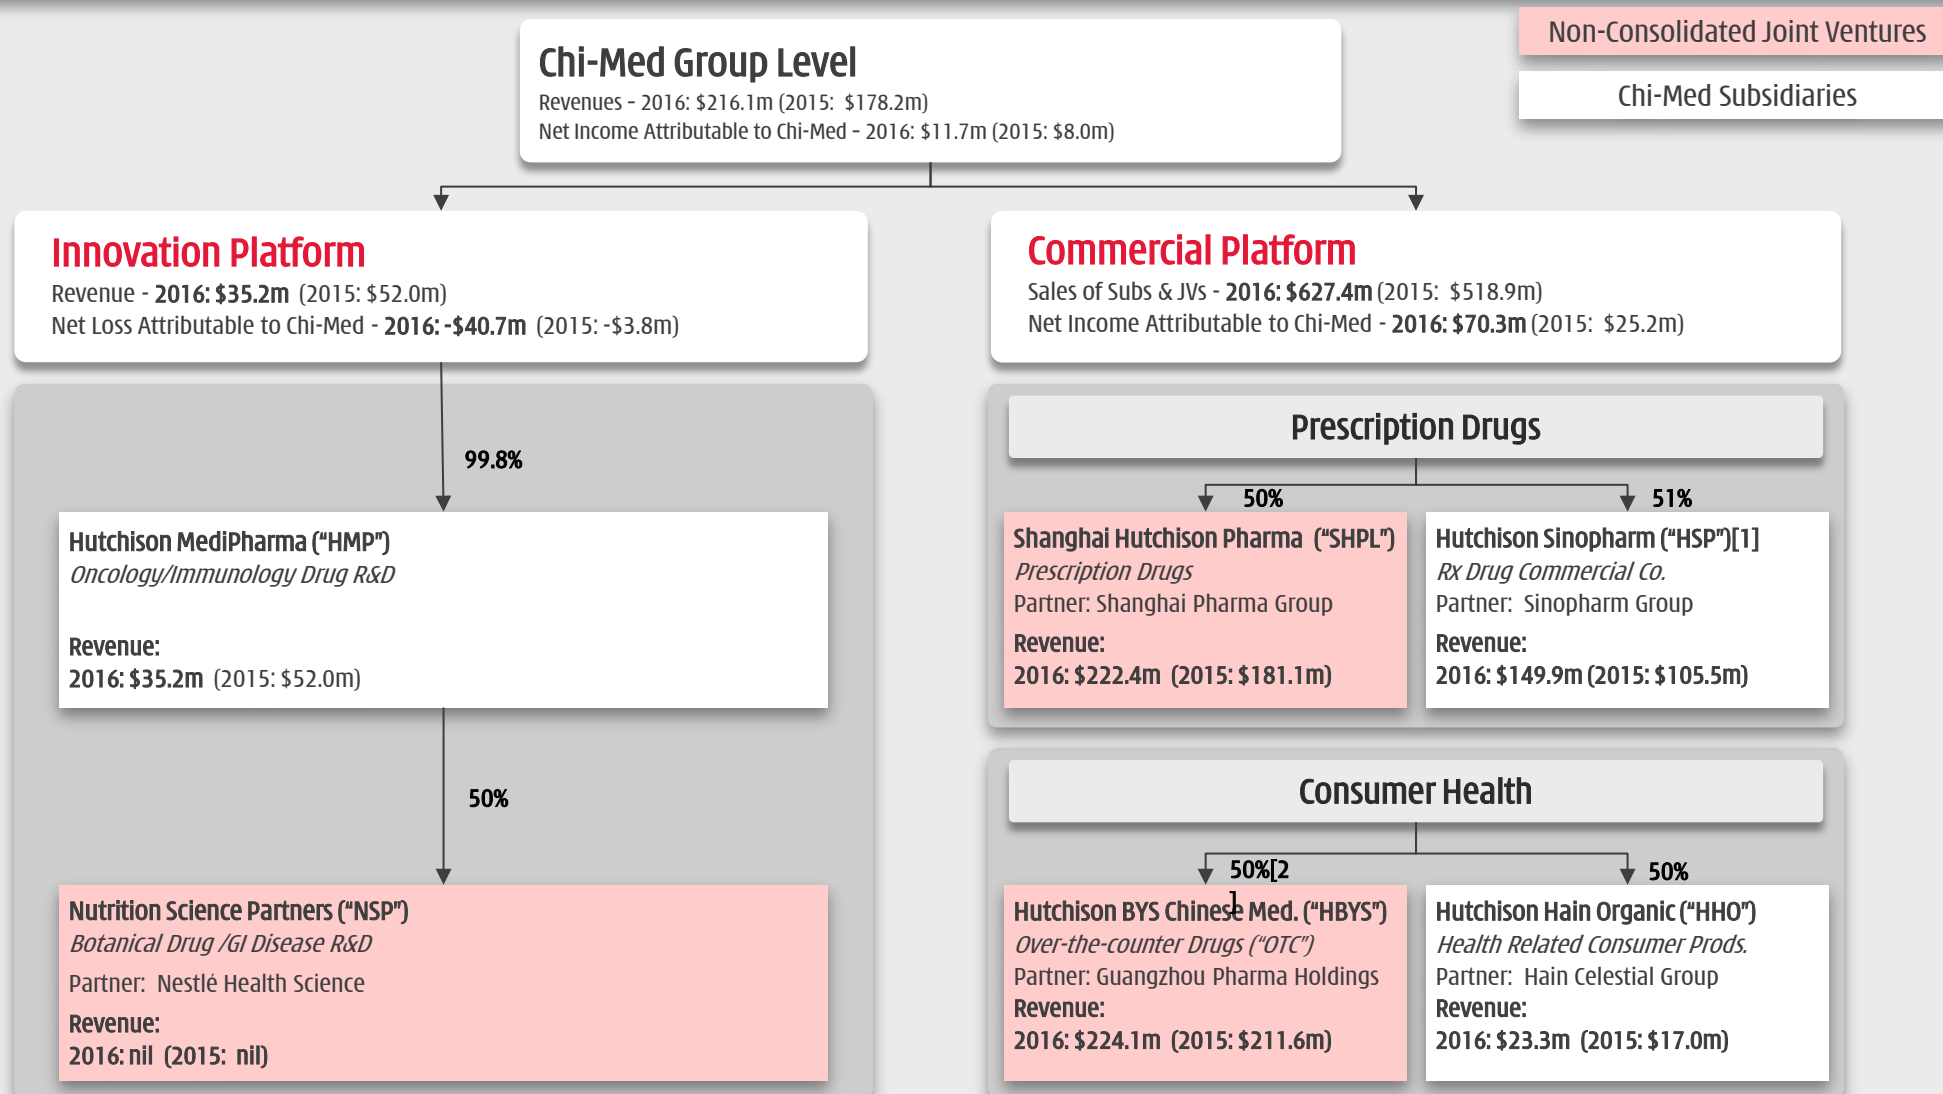 Non-Consolidated Joint Ventures
Chi-Med Subsidiaries
Chi-Med Group Level
Revenues – 2016: $216.1m (2015: $178.2m)
Net Income Attributable to Chi-Med – 2016: $11.7m (2015: $8.0m)
Innovation Platform
Revenue - 2016: $35.2m (2015: $52.0m)
Net Loss Attributable to Chi-Med - 2016: -$40.7m (2015: -$3.8m)
99.8%
Hutchison MediPharma (“HMP”)
Oncology/Immunology Drug R&D
Revenue:
2016: $35.2m (2015: $52.0m)
50%
Nutrition Science Partners (“NSP”)
Botanical Drug /GI Disease R&D
Partner: Nestlé Health Science
Revenue:
2016: nil (2015: nil)
Commercial Platform
Sales of Subs & JVs - 2016: $627.4m (2015: $518.9m)
Net Income Attributable to Chi-Med - 2016: $70.3m (2015: $25.2m)
Prescription Drugs
50%
Shanghai Hutchison Pharma (“SHPL”)
Prescription Drugs
Partner: Shanghai Pharma Group
Revenue:
2016: $222.4m (2015: $181.1m)
51%
Hutchison Sinopharm (“HSP”)[1]
Rx Drug Commercial Co.
Partner: Sinopharm Group
Revenue:
2016: $149.9m (2015: $105.5m)
Consumer Health
50%[2
]
Hutchison BYS Chinese Med. (“HBYS”)
Over-the-counter Drugs (“OTC”)
Partner: Guangzhou Pharma Holdings
Revenue:
2016: $224.1m (2015: $211.6m)
50%
Hutchison Hain Organic (“HHO”)
Health Related Consumer Prods.
Partner: Hain Celestial Group
Revenue:
2016: $23.3m (2015: $17.0m)